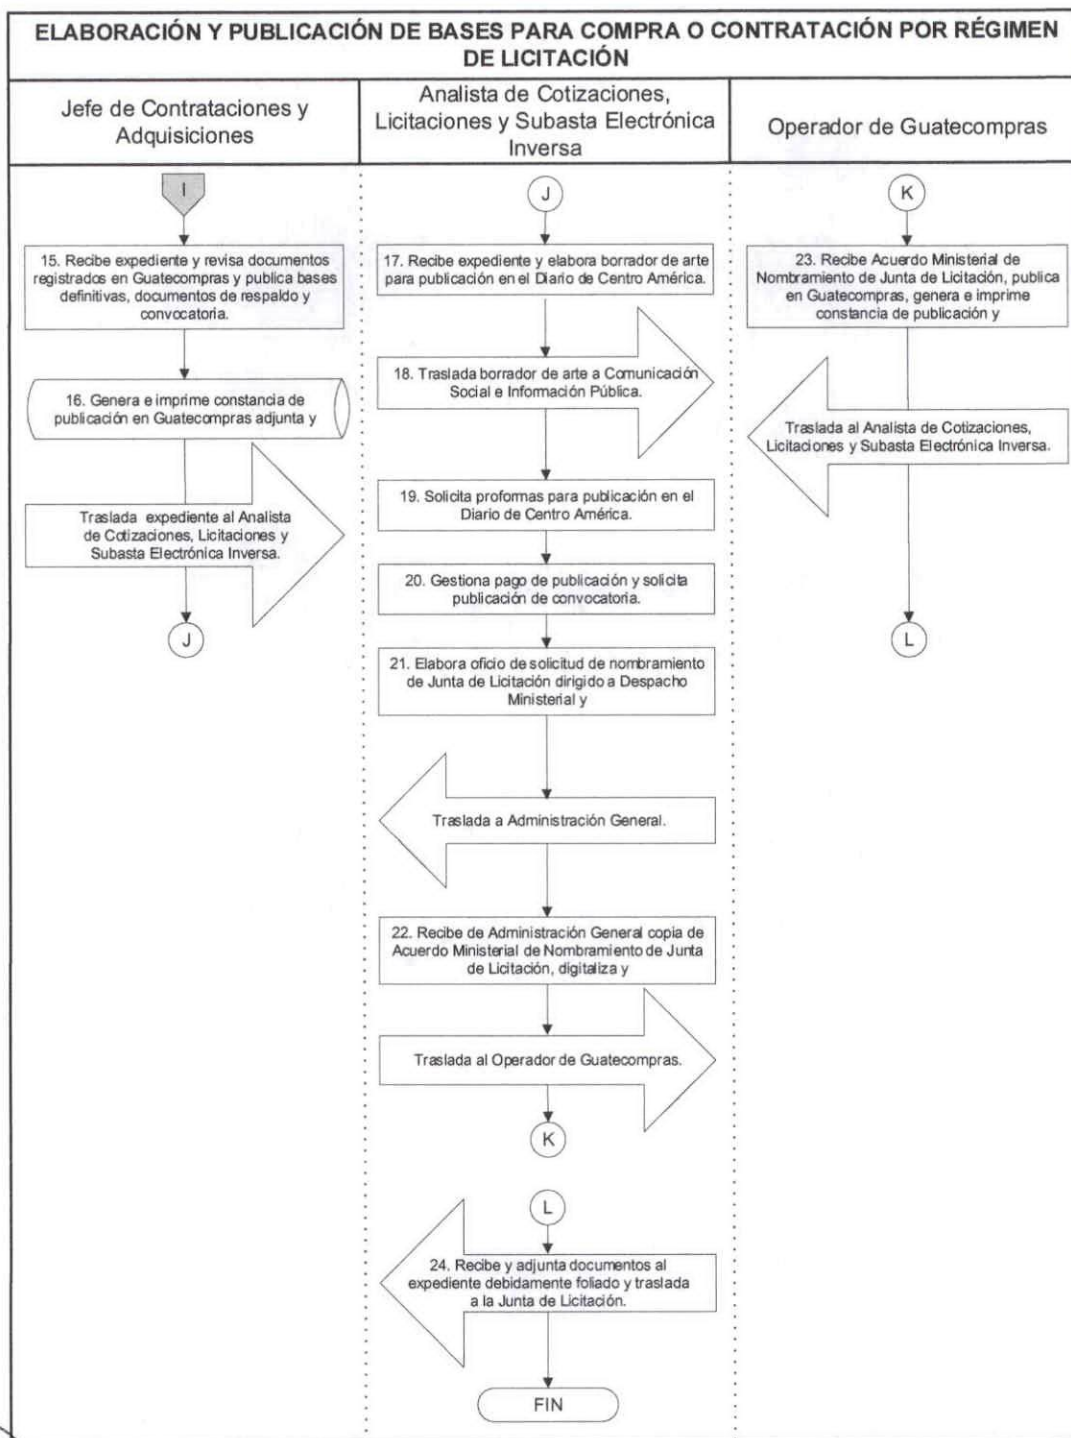 ELABORACIÓN Y PUBLICACIÓN DE BASES PARA COMPRA O CONTRATACIÓN POR RÉGIMEN
DE LICITACIÓN
Jefe de Contrataciones y
Adquisiciones
Analista de Cotizaciones,
Licitaciones y Subasta Electrónica
Inversa
Operador de Guatecompras
I
15. Recibe expediente y revisa documentos
registrados en Guatecompras y publica bases
definitivas, documentos de respaldo y
convocatoria.
16. Genera e imprime constancia de
publicación en Guatecompras adjunta y
Traslada expediente al Analista
de Cotizaciones, Licitaciones y
Subasta Electrónica Inversa.
J
J
17. Recibe expediente y elabora borrador de arte
para publicación en el Diario de Centro América.
18. Traslada borrador de arte a Comunicación
Social e Información Pública.
19. Solicita proformas para publicación en el
Diario de Centro América.
20. Gestiona pago de publicación y solicita
publicación de convocatoria.
21. Elabora oficio de solicitud de nombramiento
de Junta de Licitación dirigido a Despacho
Ministerial y
Traslada a Administración General.
22. Recibe de Administración General copia de
Acuerdo Ministerial de Nombramiento de Junta
de Licitación, digitaliza y
Traslada al Operador de Guatecompras.
K
L
24. Recibe y adjunta documentos al
expediente debidamente foliado y traslada
a la Junta de Licitación.
FIN
K
23. Recibe Acuerdo Ministerial de
Nombramiento de Junta de Licitación, publica
en Guatecompras, genera e imprime
constancia de publicación y
Traslada al Analista de Cotizaciones,
Licitaciones y Subasta Electrónica Inversa.
L